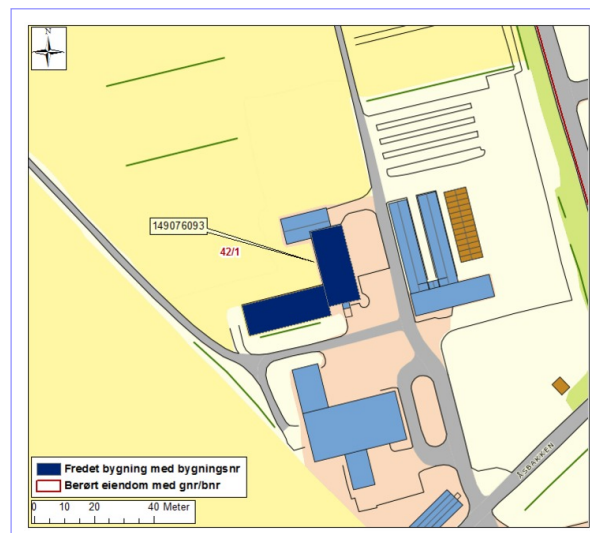 N
149076093
42/1
ÅSBAKKEN
Fredet bygning med bygningsnr
Berørt eiendom med gnr/bnr
0 10 20 40 Meter